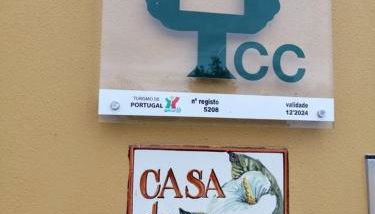 CC
TURISMO DE
PORTUGAL
nº registo
5208
validade
12'2024
CASA